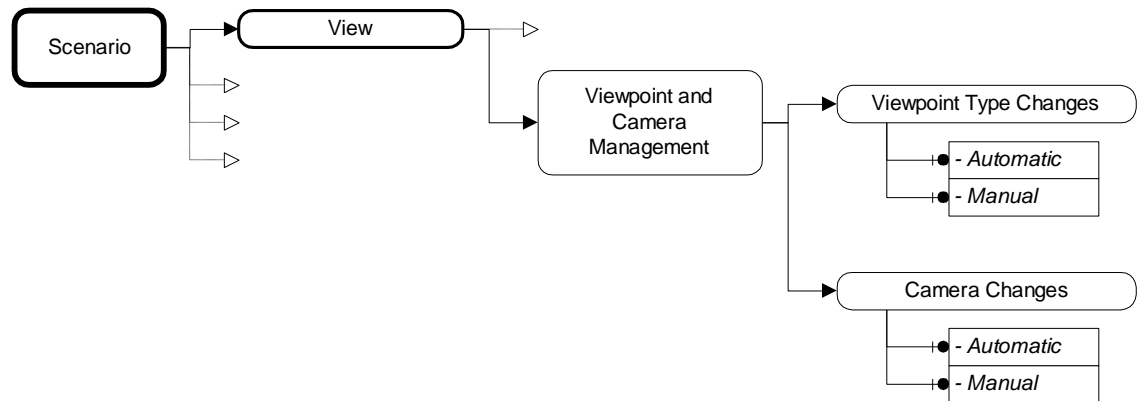 Scenario
View
Viewpoint and
Camera
Management
Viewpoint Type Changes
- Automatic
- Manual
Camera Changes
- Automatic
- Manual